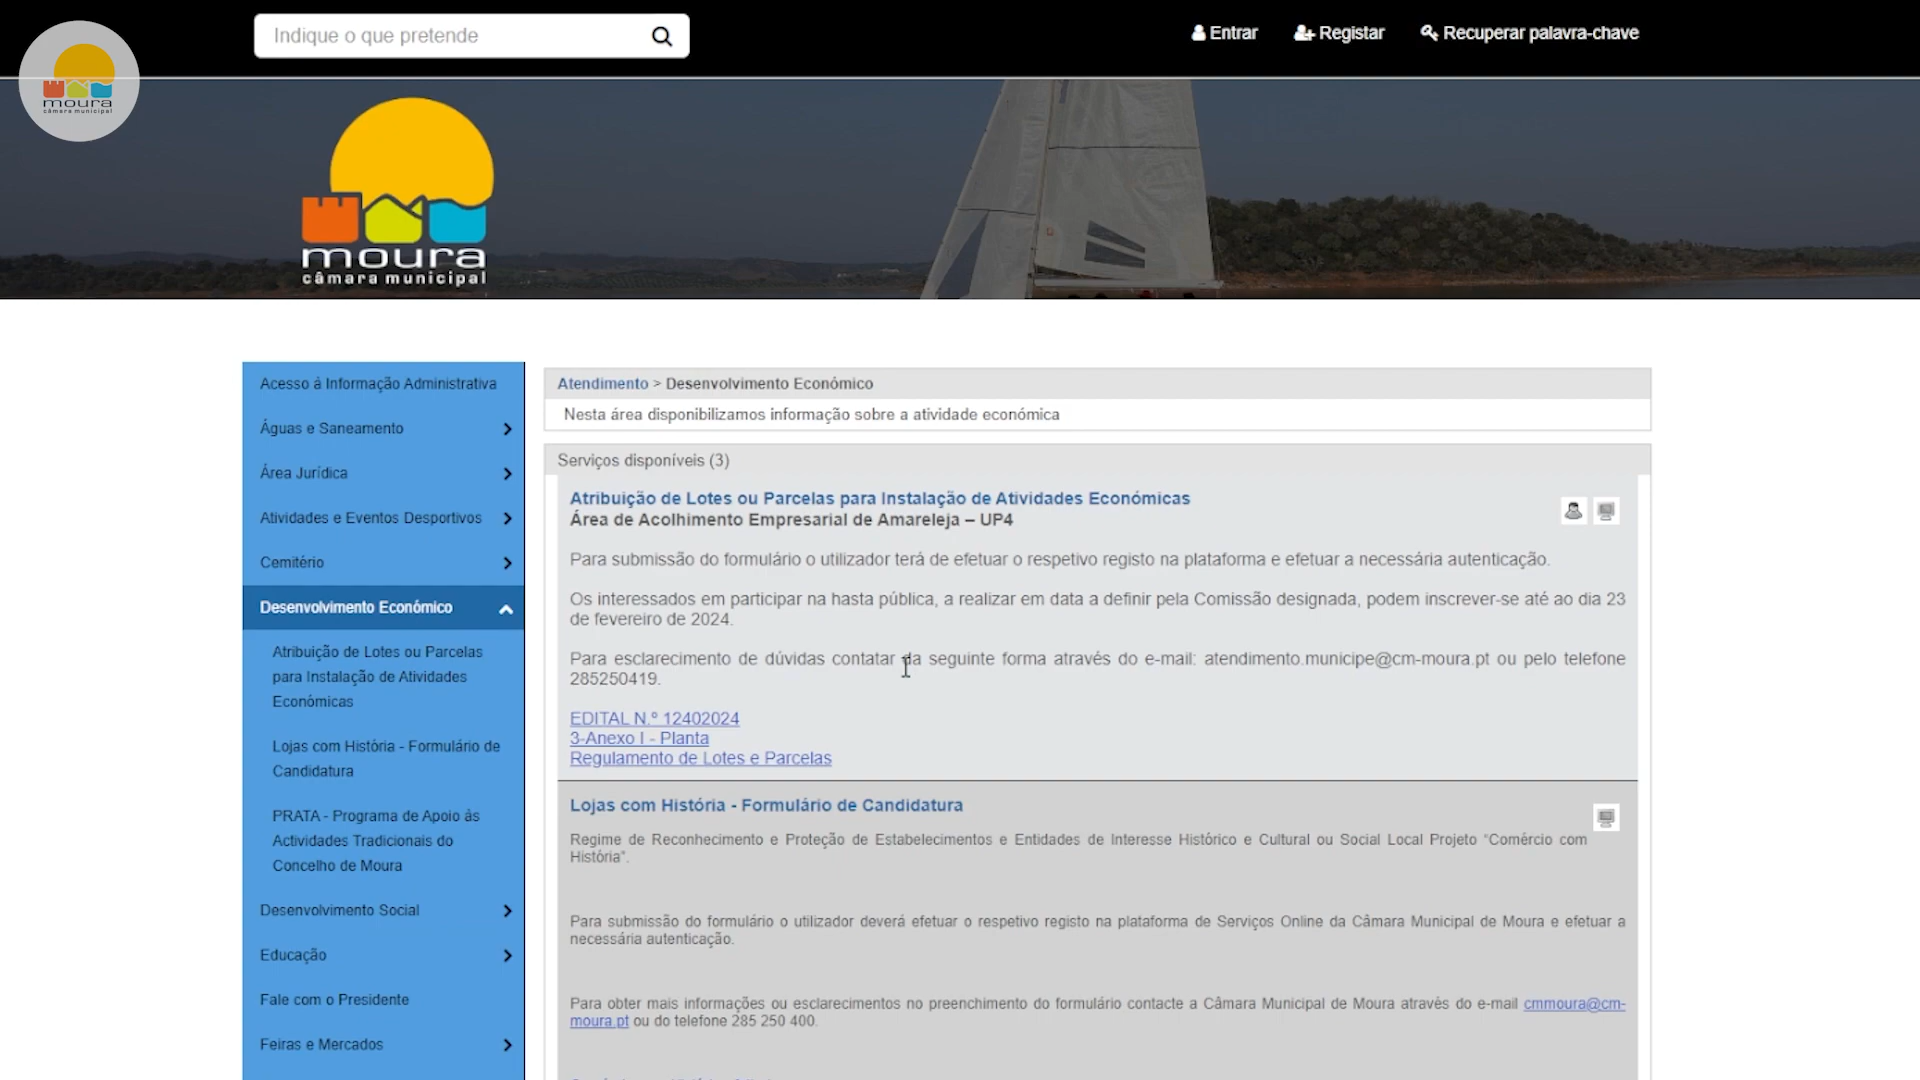 Indique o que pretende
Entrar
Registar
Recuperar palavra-chave
moura
câmara municipal
moura
câmara municipal
Acesso à Informação Administrativa
Águas e Saneamento
Área Jurídica
Atividades e Eventos Desportivos
Cemitério
Desenvolvimento Económico
Atribuição de Lotes ou Parcelas
para Instalação de Atividades
Económicas
Lojas com História - Formulário de
Candidatura
PRATA - Programa de Apoio às
Actividades Tradicionais do
Concelho de Moura
Desenvolvimento Social
Educação
Fale com o Presidente
Feiras e Mercados
Atendimento > Desenvolvimento Económico
Nesta área disponibilizamos informação sobre a atividade económica
Serviços disponíveis (3)
Atribuição de Lotes ou Parcelas para Instalação de Atividades Económicas
Área de Acolhimento Empresarial de Amareleja – UP4
Para submissão do formulário o utilizador terá de efetuar o respetivo registo na plataforma e efetuar a necessária autenticação.
Os interessados em participar na hasta pública, a realizar em data a definir pela Comissão designada, podem inscrever-se até ao dia 23
de fevereiro de 2024.
Para esclarecimento de dúvidas contatar da seguinte forma através do e-mail: atendimento.municipe@cm-moura.pt ou pelo telefone
285250419.
EDITAL N.º 12402024
3-Anexo I - Planta
Regulamento de Lotes e Parcelas
Lojas com História - Formulário de Candidatura
Regime de Reconhecimento e Proteção de Estabelecimentos e Entidades de Interesse Histórico e Cultural ou Social Local Projeto “Comércio com
História”.
Para submissão do formulário o utilizador deverá efetuar o respetivo registo na plataforma de Serviços Online da Câmara Municipal de Moura e efetuar a
necessária autenticação.
Para obter mais informações ou esclarecimentos no preenchimento do formulário contacte a Câmara Municipal de Moura através do e-mail cmmoura@cm-
moura.pt ou do telefone 285 250 400.